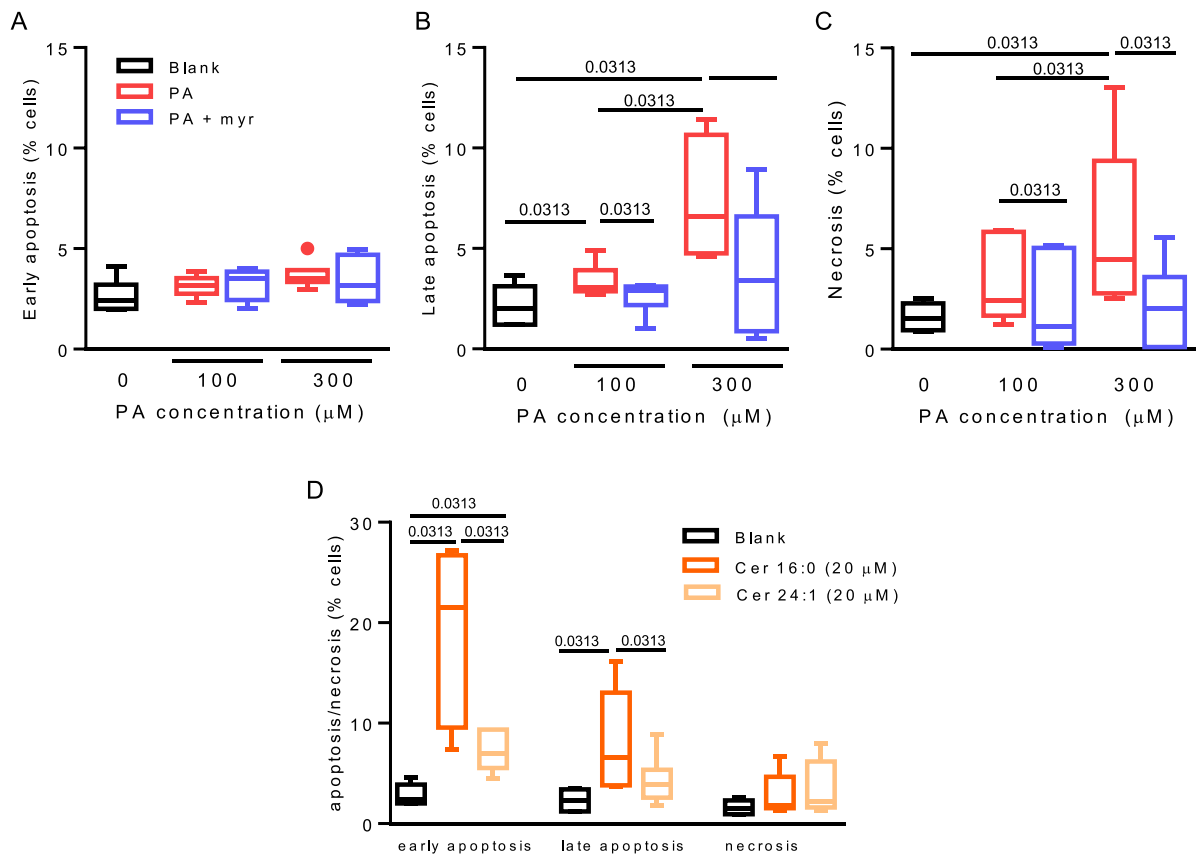 A
15
10
5
0
Early apoptosis (% cells)
Blank
PA
PA + myr
0 100 300
PA concentration (μM)
B
15
10
5
0
Late apoptosis (% cells)
0.0313
0.0313
0.0313
0.0313
0 100 300
PA concentration (μM)
C
15
10
5
0
Necrosis (% cells)
0.0313
0.0313
0.0313
0.0313
0 100 300
PA concentration (μM)
D
30
20
10
0
apoptosis/necrosis (% cells)
0.0313
0.0313
0.0313
0.0313
0.0313
Blank
Cer 16:0 (20 μM)
Cer 24:1 (20 μM)
early apoptosis late apoptosis necrosis